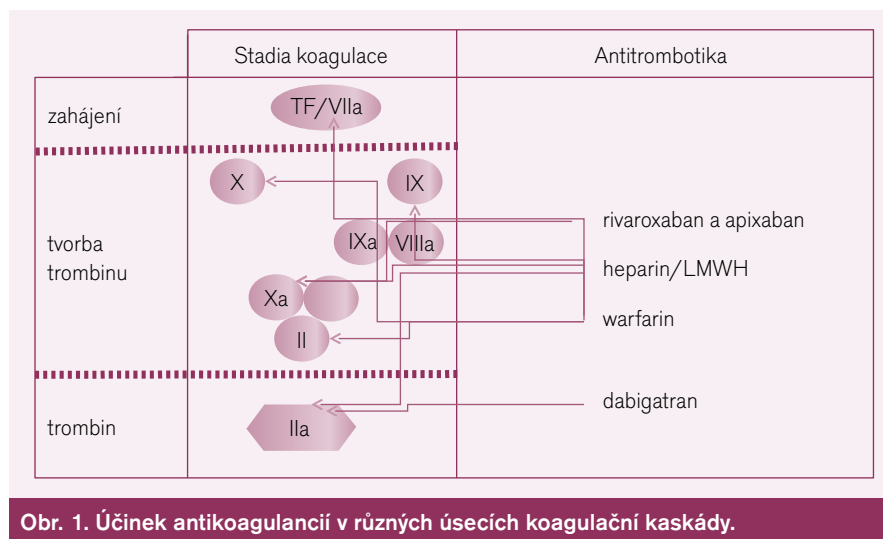 Stadia koagulace
Antitrombotika
zahájení
TF/VIIa
X
IX
tvorba
trombinu
IXa
VIIIa
rivaroxaban a apixaban
heparin/LMWH
Xa
warfarin
II
dabigatran
trombin
IIa
Obr. 1. Účinek antikoagulancií v různých úsecích koagulační kaskády.